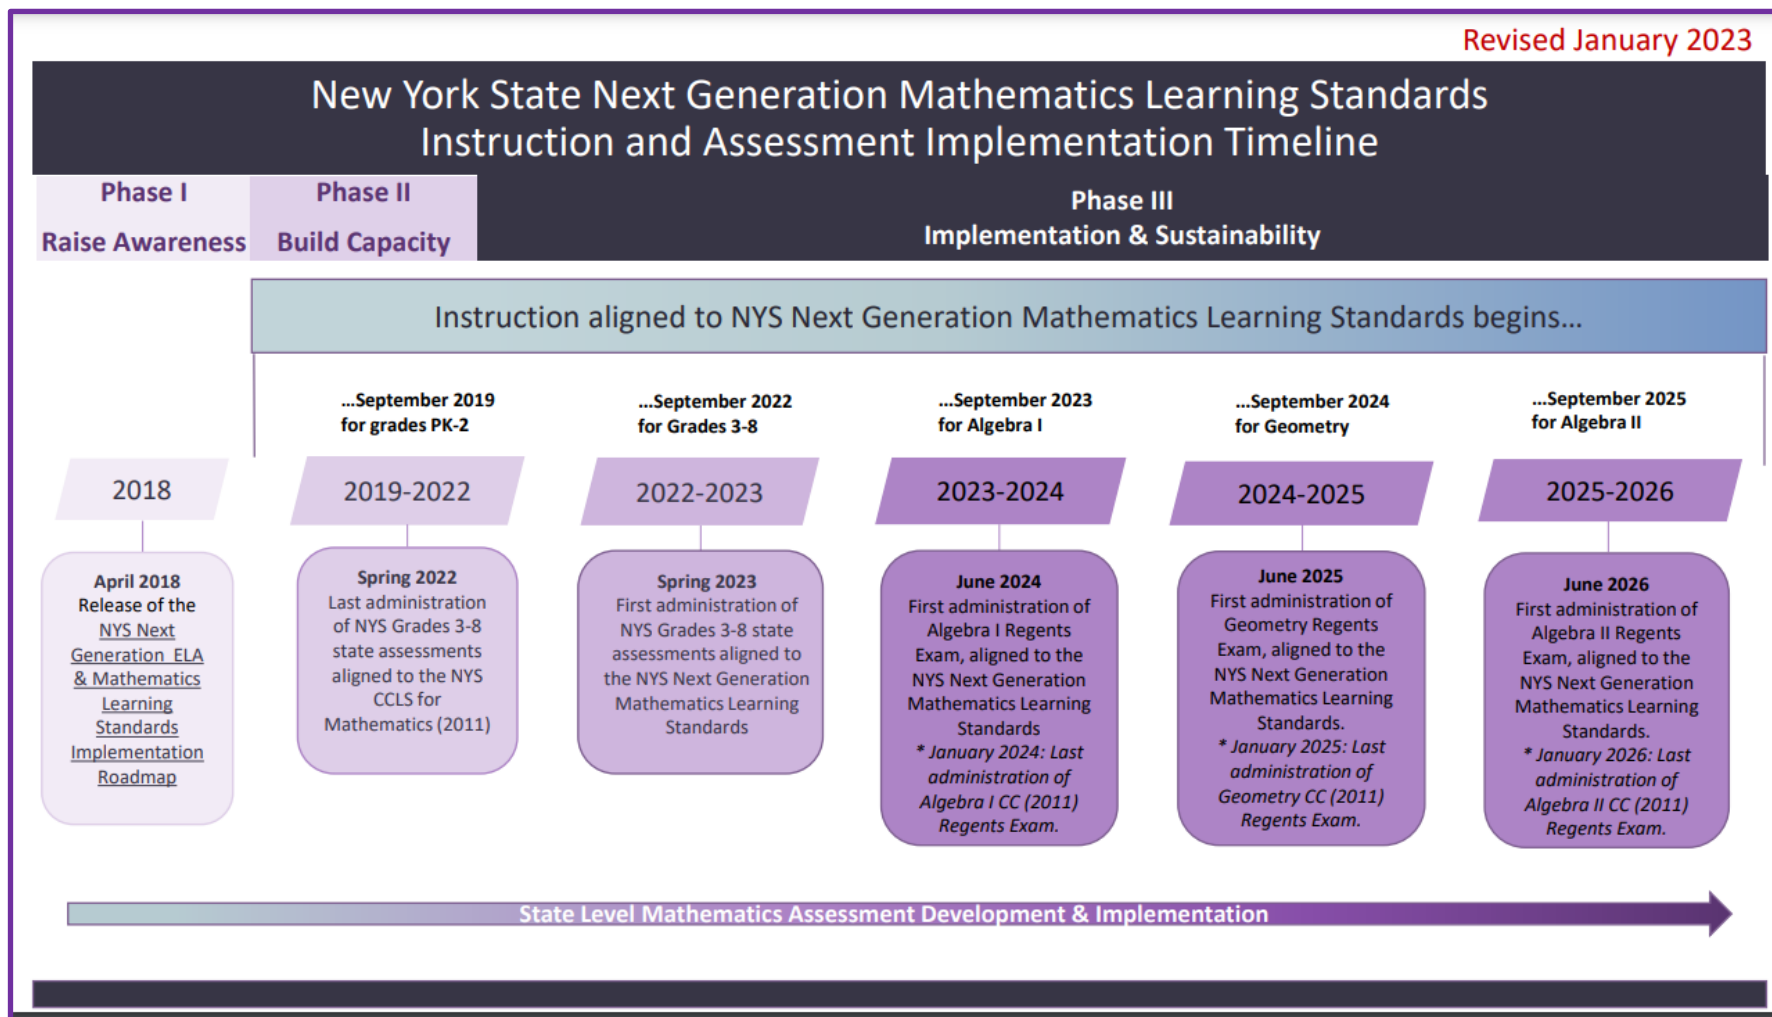 Revised January 2023
New York State Next Generation Mathematics Learning Standards
Instruction and Assessment Implementation Timeline
Phase I
Raise Awareness
Phase II
Build Capacity
Phase III
Implementation & Sustainability
Instruction aligned to NYS Next Generation Mathematics Learning Standards begins...
...September 2019
for grades PK-2
...September 2022
for Grades 3-8
...September 2023
for Algebra I
...September 2024
for Geometry
...September 2025
for Algebra II
2018
2019-2022
2022-2023
2023-2024
2024-2025
2025-2026
April 2018
Release of the
NYS Next
Generation ELA
& Mathematics
Learning
Standards
Implementation
Roadmap
Spring 2022
Last administration
of NYS Grades 3-8
state assessments
aligned to the NYS
CCLS for
Mathematics (2011)
Spring 2023
First administration of
NYS Grades 3-8 state
assessments aligned to
the NYS Next Generation
Mathematics Learning
Standards
June 2024
First administration of
Algebra I Regents
Exam, aligned to the
NYS Next Generation
Mathematics Learning
Standards
* January 2024: Last
administration of
Algebra I CC (2011)
Regents Exam.
June 2025
First administration of
Geometry Regents
Exam, aligned to the
NYS Next Generation
Mathematics Learning
Standards.
* January 2025: Last
administration of
Geometry CC (2011)
Regents Exam.
June 2026
First administration of
Algebra II Regents
Exam, aligned to the
NYS Next Generation
Mathematics Learning
Standards.
* January 2026: Last
administration of
Algebra II CC (2011)
Regents Exam.
State Level Mathematics Assessment Development & Implementation